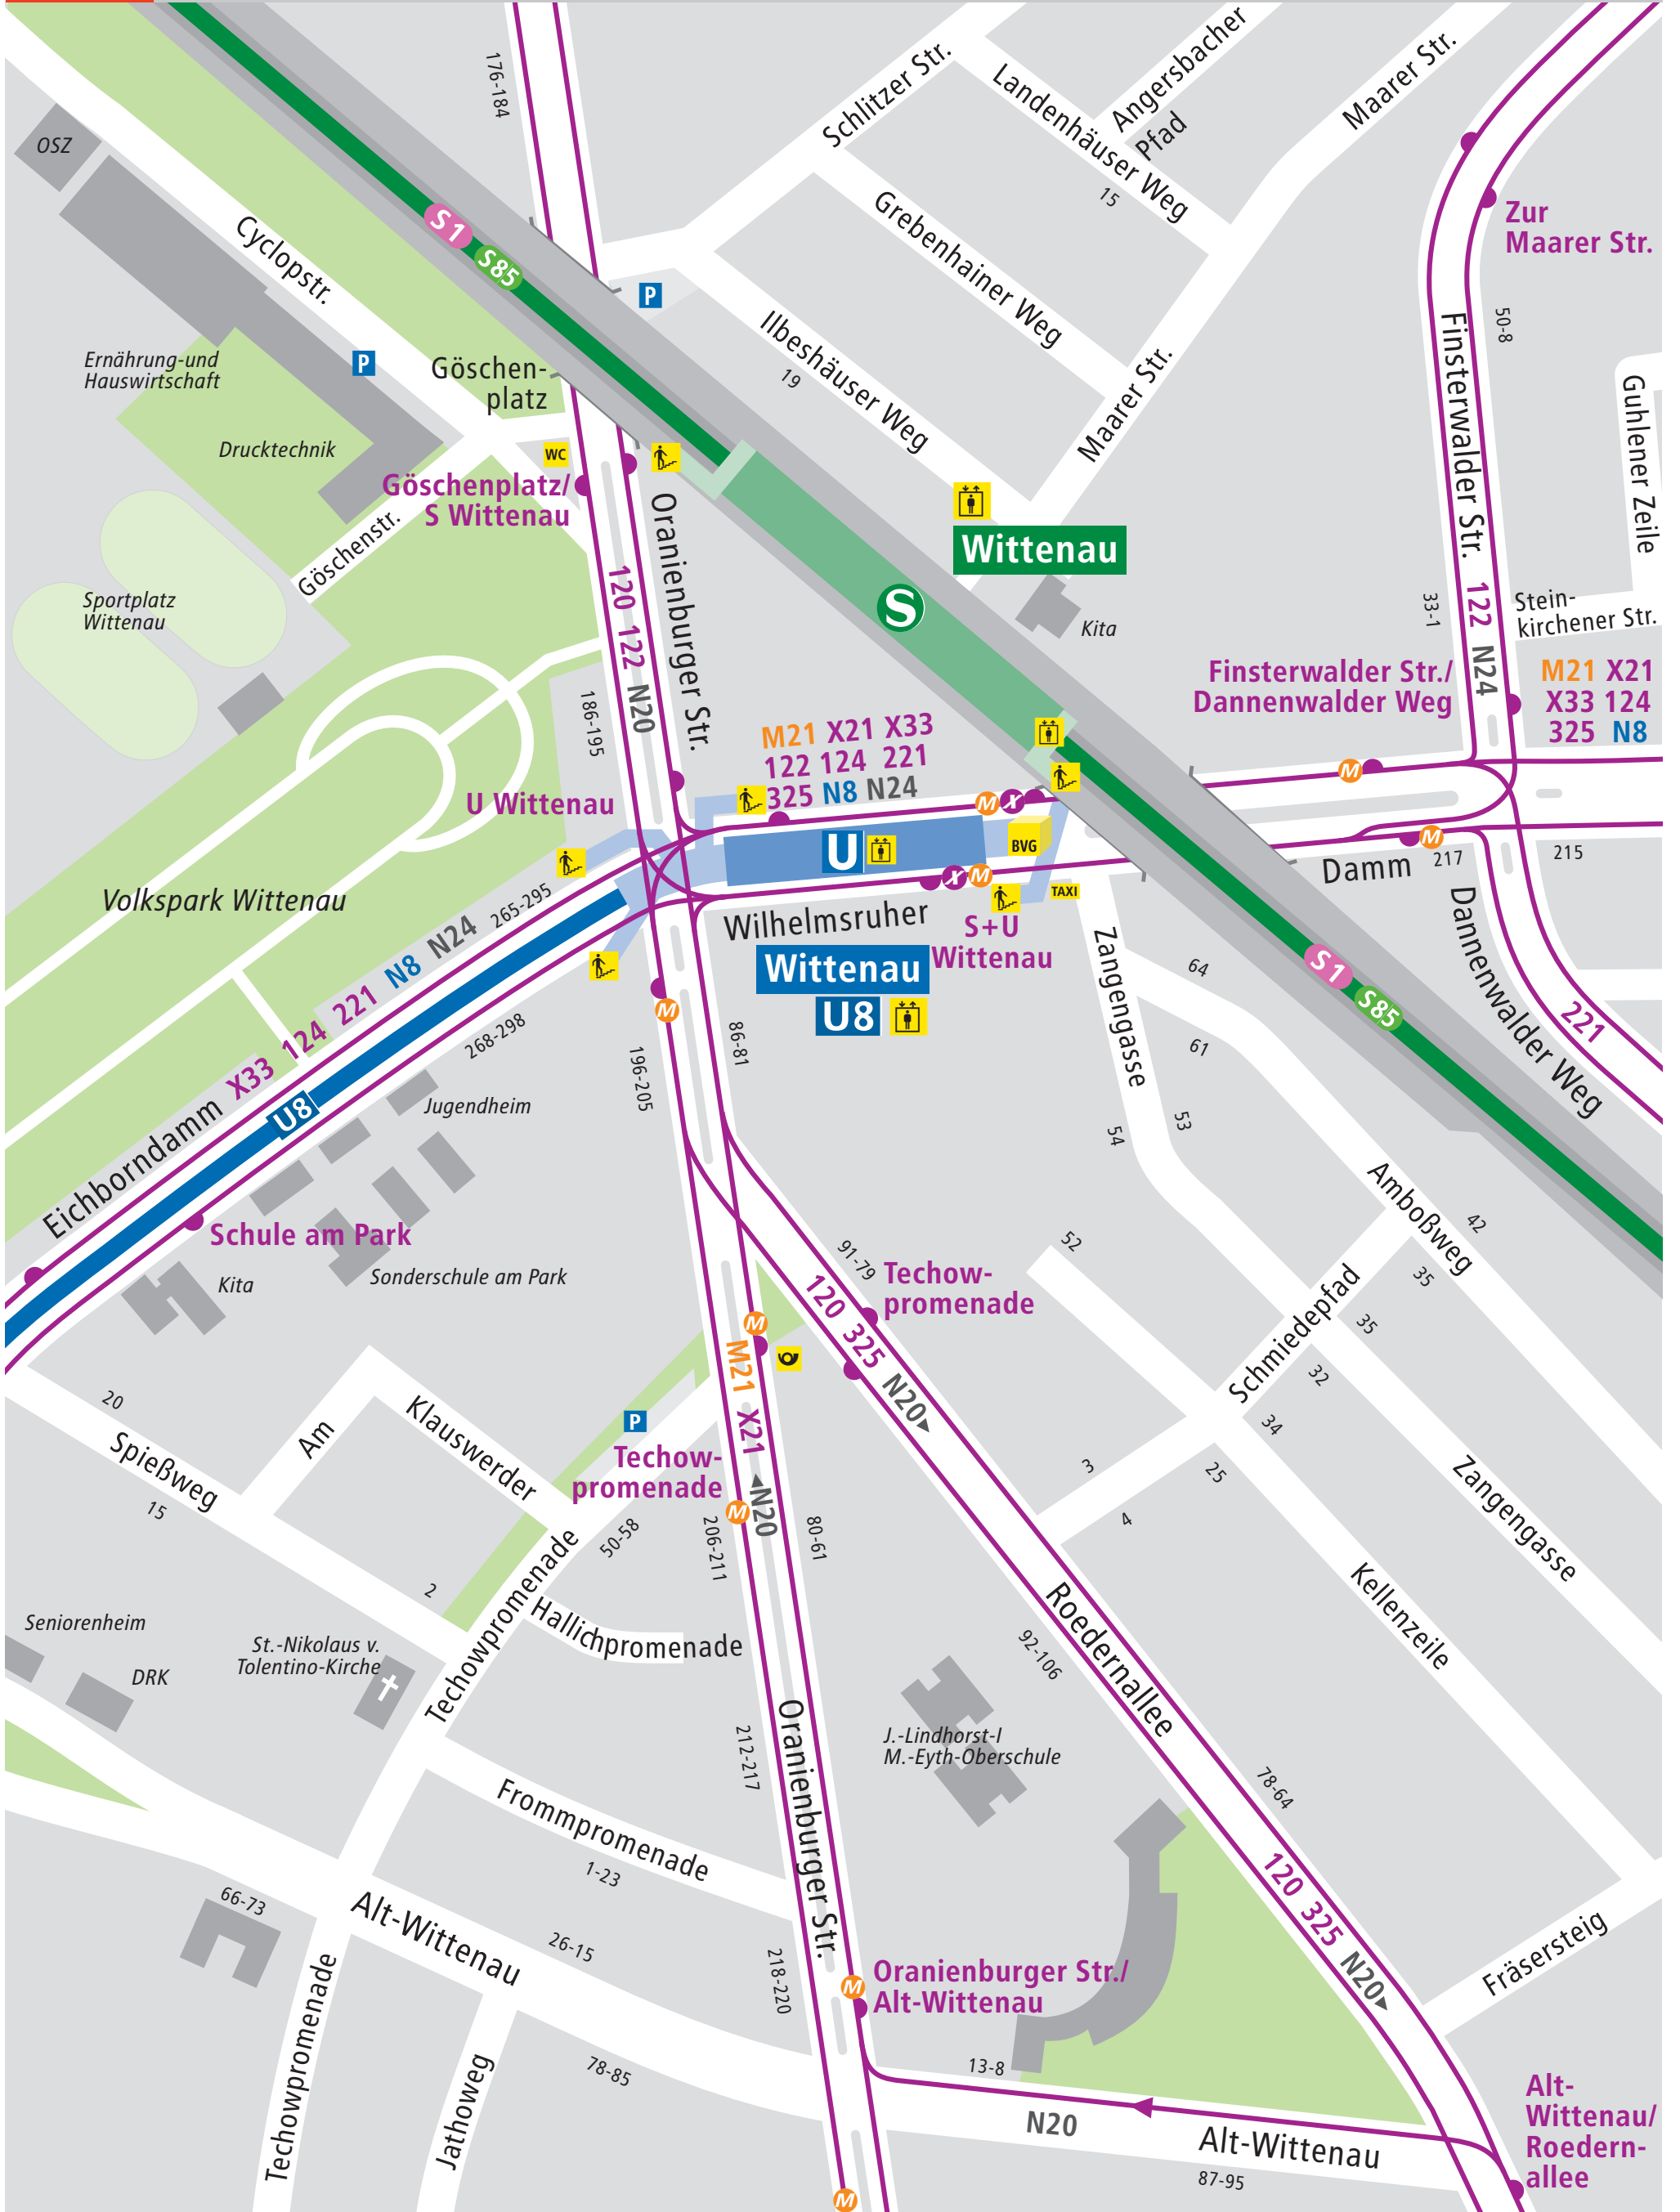 176-184
Schlitzer Str.
Angersbacher
Pfad
Landenhäuser Weg
15
Maarer Str.
OSZ
S1
S85
Cyclopstr.
P
Grebenhainer Weg
Zur
Maarer Str.
Ernährung-und
Hauswirtschaft
P
Göschen-
platz
Ilbeshäuser Weg
19
Maarer Str.
Finsterwalder Str.
50-8
Guhlener Zeile
Drucktechnik
WC
Göschenplatz/
S Wittenau
Göschenstr.
Oranienburger Str.
Wittenau
S
Kita
Sportplatz
Wittenau
120 122 N20
122 N24
33-1
Stein-
kirchener Str.
186-195
Finsterwalder Str./
Dannenwalder Weg
M21 X21
X33 124
325 N8
M21 X21 X33
122 124 221
325 N8 N24
U Wittenau
M X
M
U
BVG
X M
M
Damm
217
215
TAXI
Volkspark Wittenau
265-295
Wilhelmsruher
S+U
Wittenau
Wittenau
U8
Zangengasse
64
61
S1
S85
Dannenwalder Weg
221
Eichborndamm X33 124 221 N8 N24
U8
268-298
M
86-81
196-205
Jugendheim
54
53
Schule am Park
Kita
Sonderschule am Park
52
Amboßweg
42
35
91-79
Techow-
promenade
120 325 N20
Schmiedepfad
35
32
34
M
M21 X21 N20
20
Am
Klauswerder
P
Techow-
promenade
M
Spießweg
15
2
3
4
25
Zangengasse
Kellenzeile
50-58
206-211
80-61
Techowpromenade
Hallichpromenade
Seniorenheim
DRK
St.-Nikolaus v.
Tolentino-Kirche
92-106
Roedernallee
Oranienburger Str.
212-217
J.-Lindhorst-I
M.-Eyth-Oberschule
78-64
Frommpromenade
1-23
66-73
Alt-Wittenau
26-15
120 325 N20
Fräsersteig
218-220
M
Oranienburger Str./
Alt-Wittenau
Techowpromenade
Jathoweg
78-85
13-8
N20
Alt-Wittenau
87-95
Alt-
Wittenau/
Roedern-
allee
M